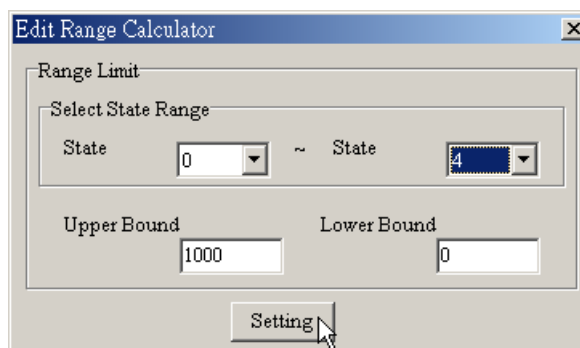 Edit Range Calculator
Range Limit
Select State Range
State 0 ~ State 4
Upper Bound Lower Bound
1000 0
Setting